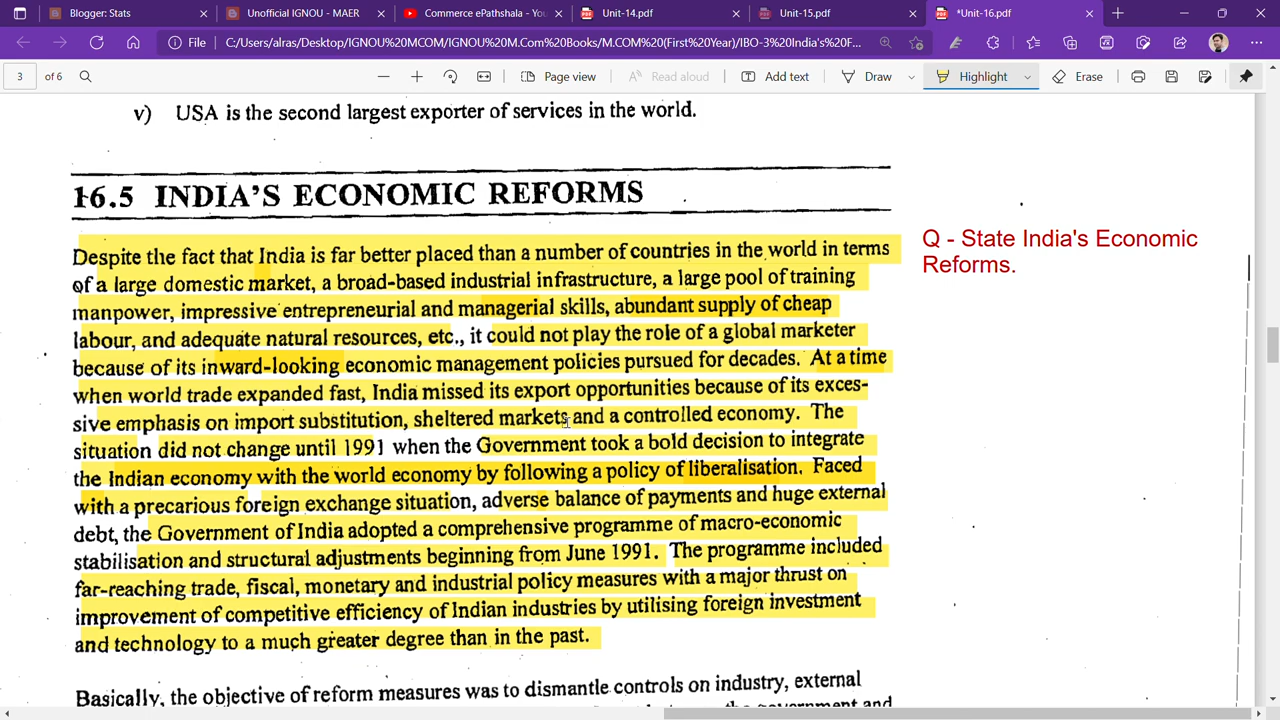 Blogger: Stats
Unofficial IGNOU - MAER
Commerce ePathshala - You
Unit-14.pdf
Unit-15.pdf
*Unit-16.pdf
File
C:/Users/alras/Desktop/IGNOU%20MCOM/IGNOU%20M.Com%20Books/M.COM%20(First%20Year)/IBO-3%20India's%20F...
3 of 6
Page view
Read aloud
Add text
Draw
Highlight
Erase
v) USA is the second largest exporter of services in the world.
16.5 INDIA'S ECONOMIC REFORMS
Q - State India's Economic
Reforms.
Despite the fact that India is far better placed than a number of countries in the world in terms
of a large domestic market, a broad-based industrial infrastructure, a large pool of training
manpower, impressive entrepreneurial and managerial skills, abundant supply of cheap
labour, and adequate natural resources, etc., it could not play the role of a global marketer
because of its inward-looking economic management policies pursued for decades. At a time
when world trade expanded fast, India missed its export opportunities because of its exces-
sive emphasis on import substitution, sheltered markets and a controlled economy. The
situation did not change until 1991 when the Government took a bold decision to integrate
the Indian economy with the world economy by following a policy of liberalisation. Faced
with a precarious foreign exchange situation, adverse balance of payments and huge external
debt, the Government of India adopted a comprehensive programme of macro-economic
stabilisation and structural adjustments beginning from June 1991. The programme included
far-reaching trade, fiscal, monetary and industrial policy measures with a major thrust on
improvement of competitive efficiency of Indian industries by utilising foreign investment
and technology to a much greater degree than in the past.
Basically, the objective of reform measures was to dismantle controls on industry, external
the government and